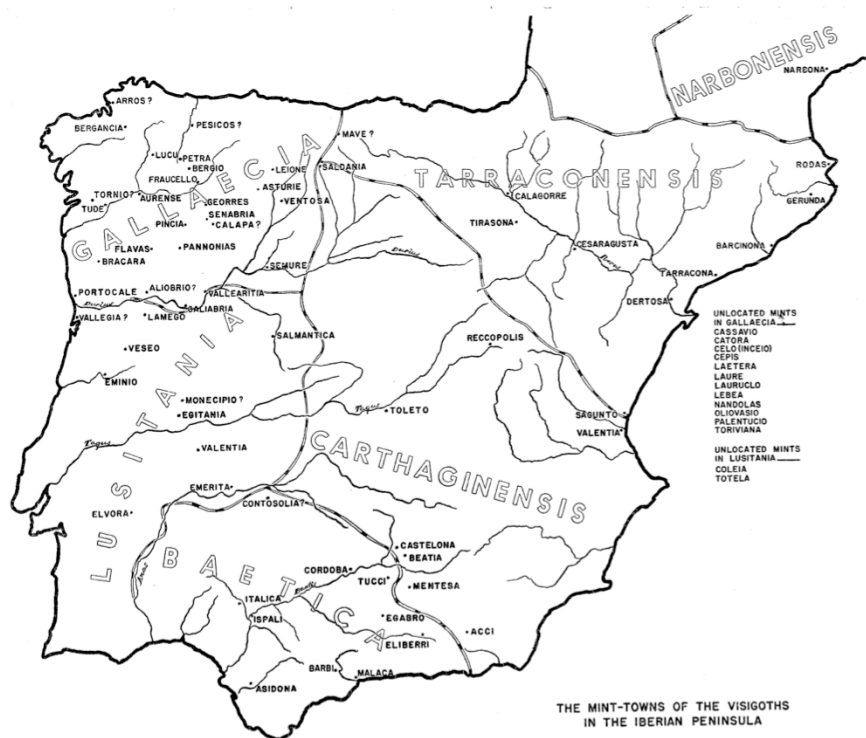 NARBONENSIS
NARBONA
ARROS?
BERGANCIA
PESICOS?
MAVE?
LUCU
PETRA
BERGIO
FRAUCELLO
LEIONE
SALDANIA
ASTURIE
VENTOSA
GALLAECIA
TARRACONENSIS
RODAS
GERUNDA
TORNIO?
TUDE
AURENSE
GEORRES
SENABRIA
CALAPA?
PINCIA
CALAGORRE
TIRASONA
CESARAGUSTA
BARCINONA
TARRACONA
DERTOSA
FLAVAS
PANNONIAS
BRACARA
SEMURE
Durius
PORTOCALE
ALIOBRIO?
VALLEARITIA
Durius
CALIABRIA
VALLEGIA?
LAMEGO
VESEO
SALMANTICA
RECCOPOLIS
EMINIO
MONECIPIO?
EGITANIA
LUSITANIA
Tagus
TOLETO
SAGUNTO
VALENTIA
Tagus
VALENTIA
CARTHAGINENSIS
EMERITA
CONTOSOLIA?
ELVORA
Anas
BAETICA
CASTELONA
BEATIA
CORDOBA
TUCCI
MENTESA
ITALICA
ISPALI
EGABRO
ACCI
ELIBERRI
BARBI
MALACA
ASIDONA
UNLOCATED MINTS
IN GALLAECIA
CASSAVIO
CATORA
CELO (INCEIO)
CEPIS
LAETERA
LAURE
LAURUCLO
LEBEA
NANDOLAS
OLIOVASIO
PALENTUCIO
TORIVIANA
UNLOCATED MINTS
IN LUSITANIA
COLEIA
TOTELA
THE MINT-TOWNS OF THE VISIGOTHS
IN THE IBERIAN PENINSULA